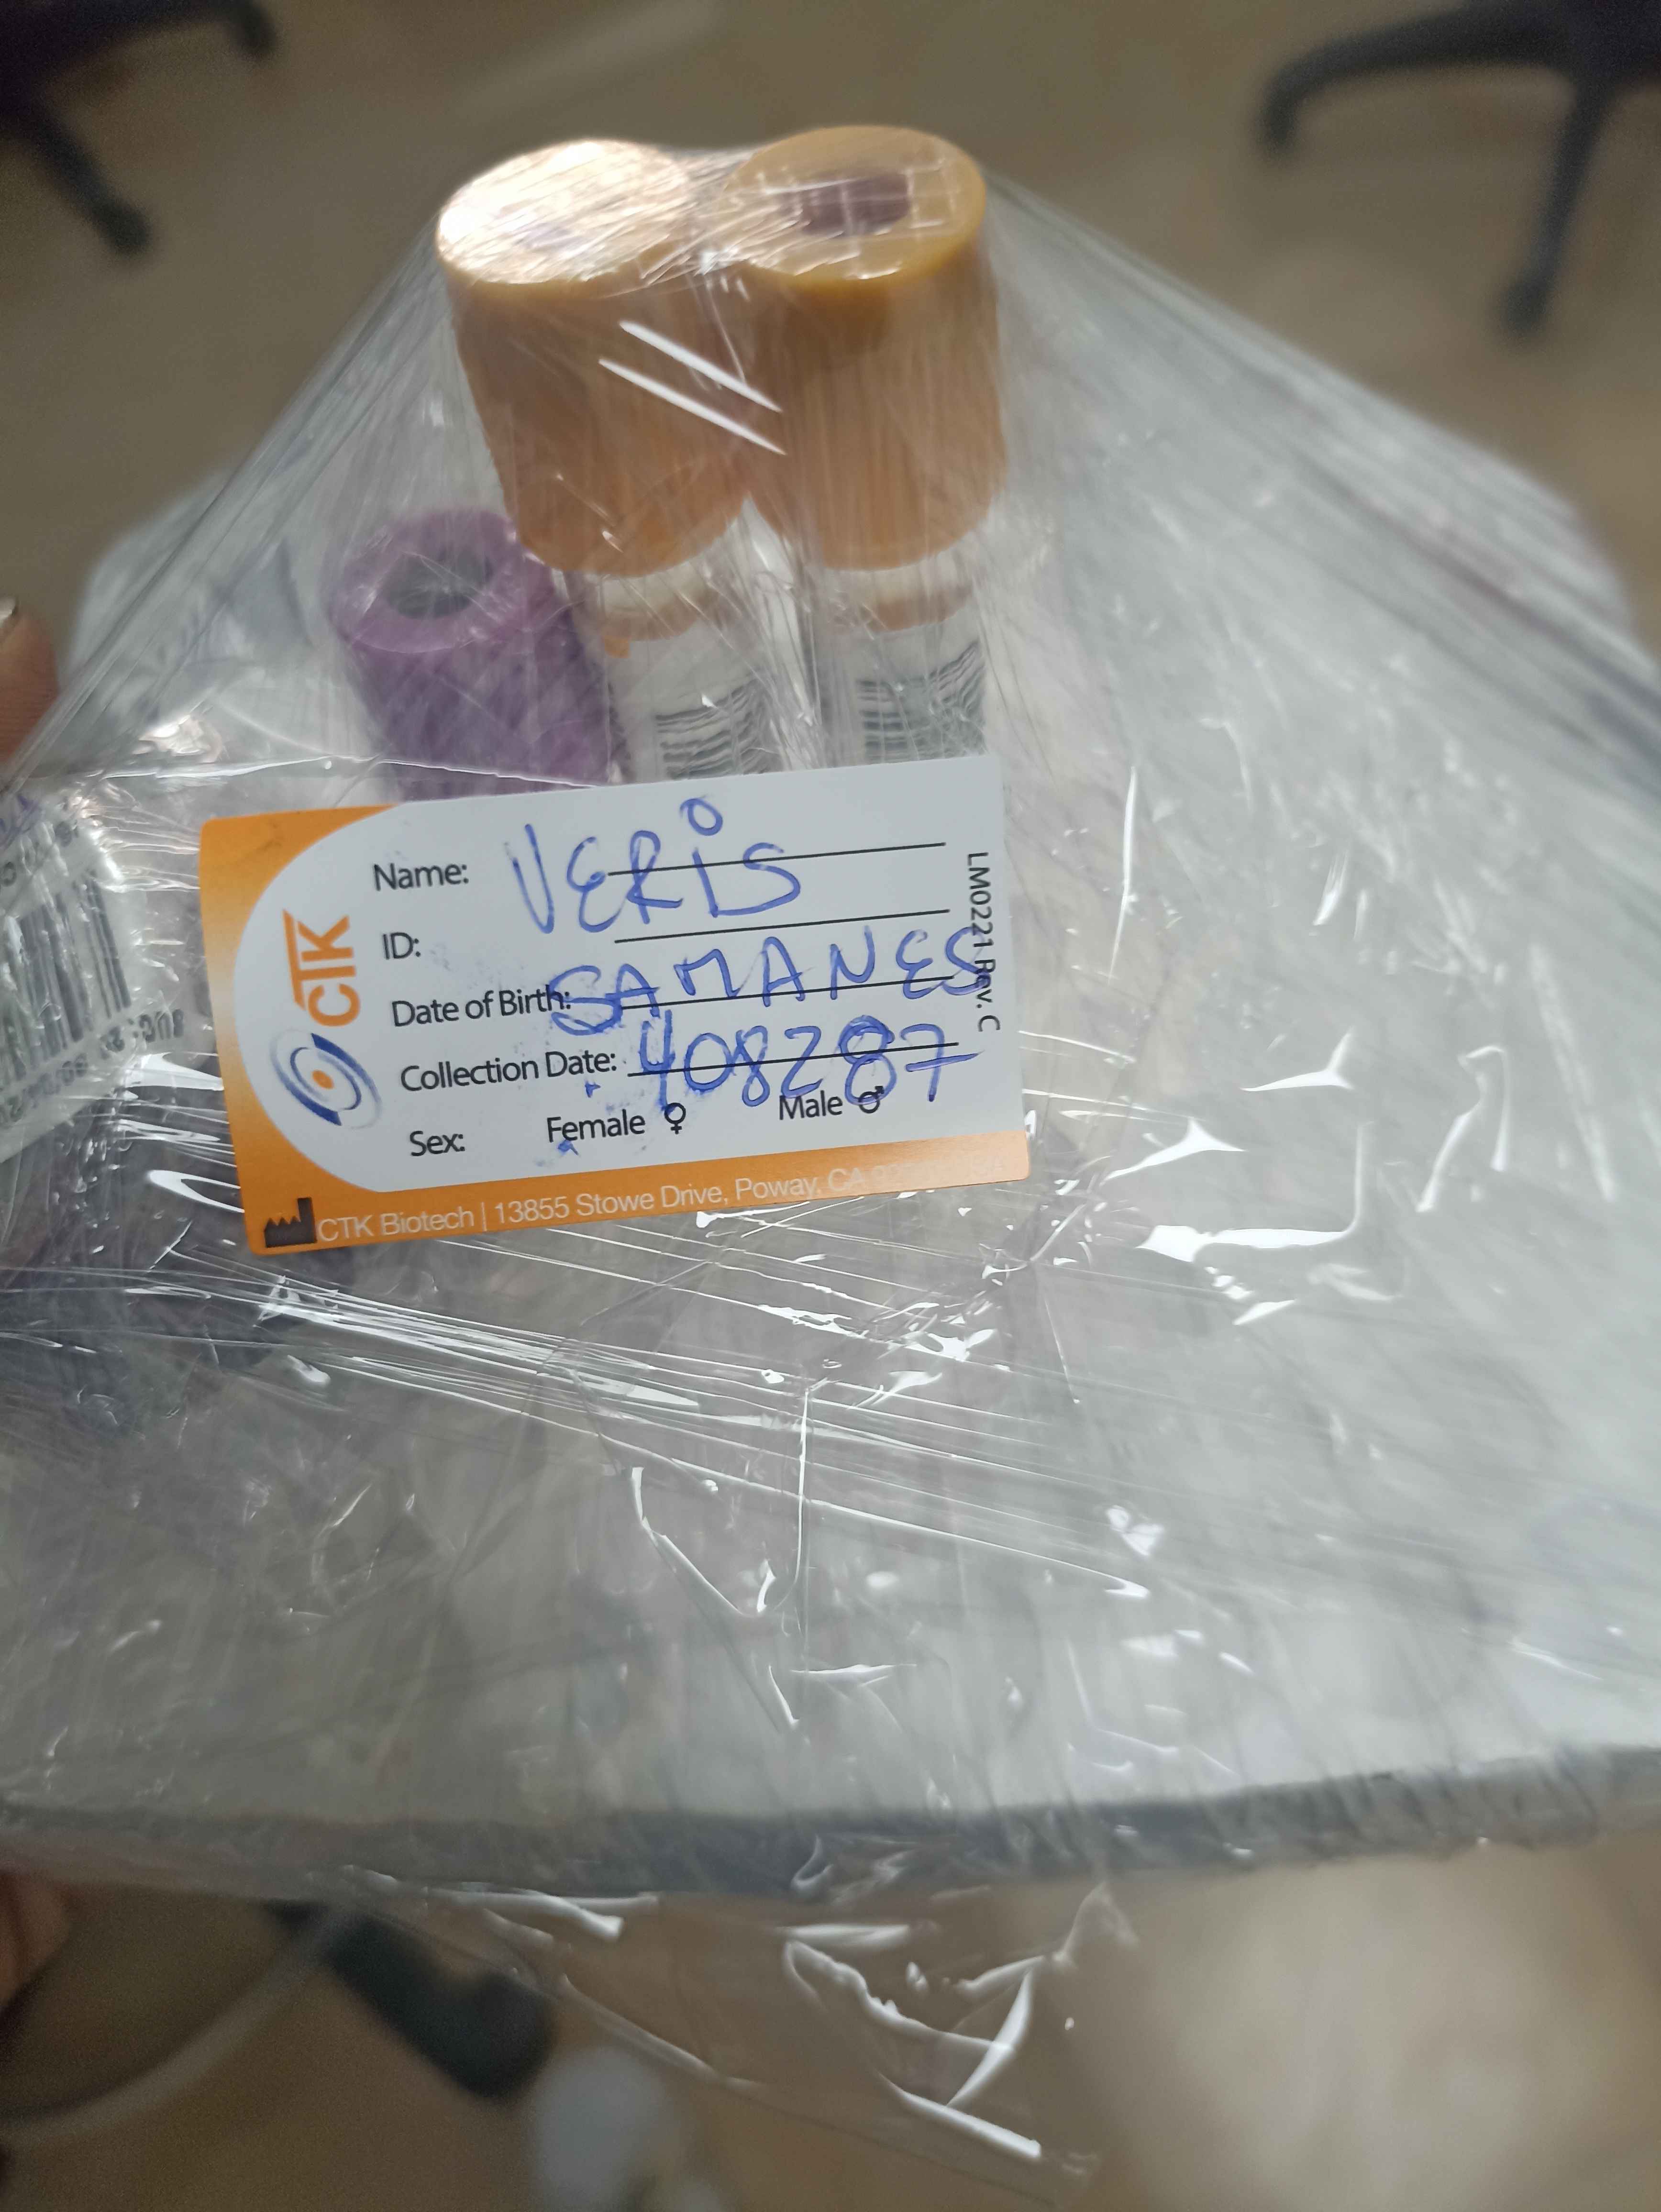 Name: VERiS
ID:
Date of Birth: SAMANES
Collection Date: 408287
Sex: Female ♀ Male ♂
CTK
LM0221 Rev. C
CTK Biotech | 13855 Stowe Drive, Poway, CA